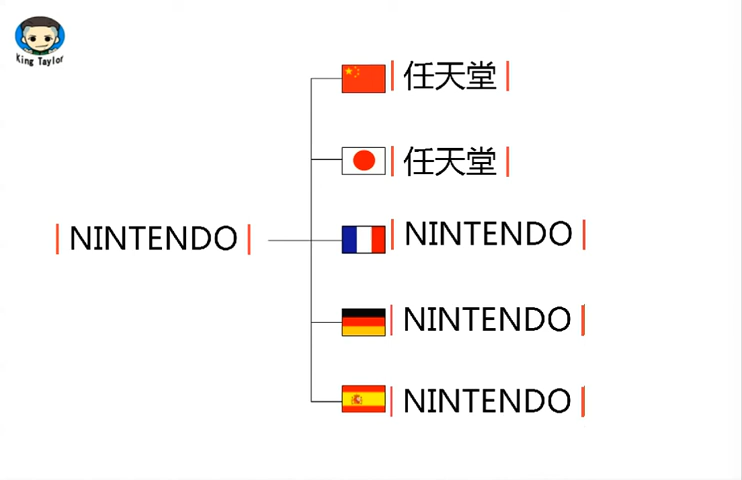 King Taylor
任天堂
任天堂
NINTENDO
NINTENDO
NINTENDO
NINTENDO